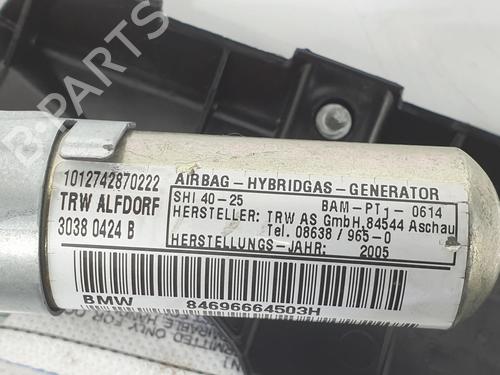 B-PARTS
1012742870222
TRW ALFDORF
3038 0424 B
AIRBAG-HYBRIDGAS-GENERATOR
SHI 40-25 BAM-PT1-0614
HERSTELLER: TRW AS GmbH, 84544 Aschau
Tel. 08638 / 965-0
HERSTELLUNGS-JAHR: 2005
BMW 84696664503H